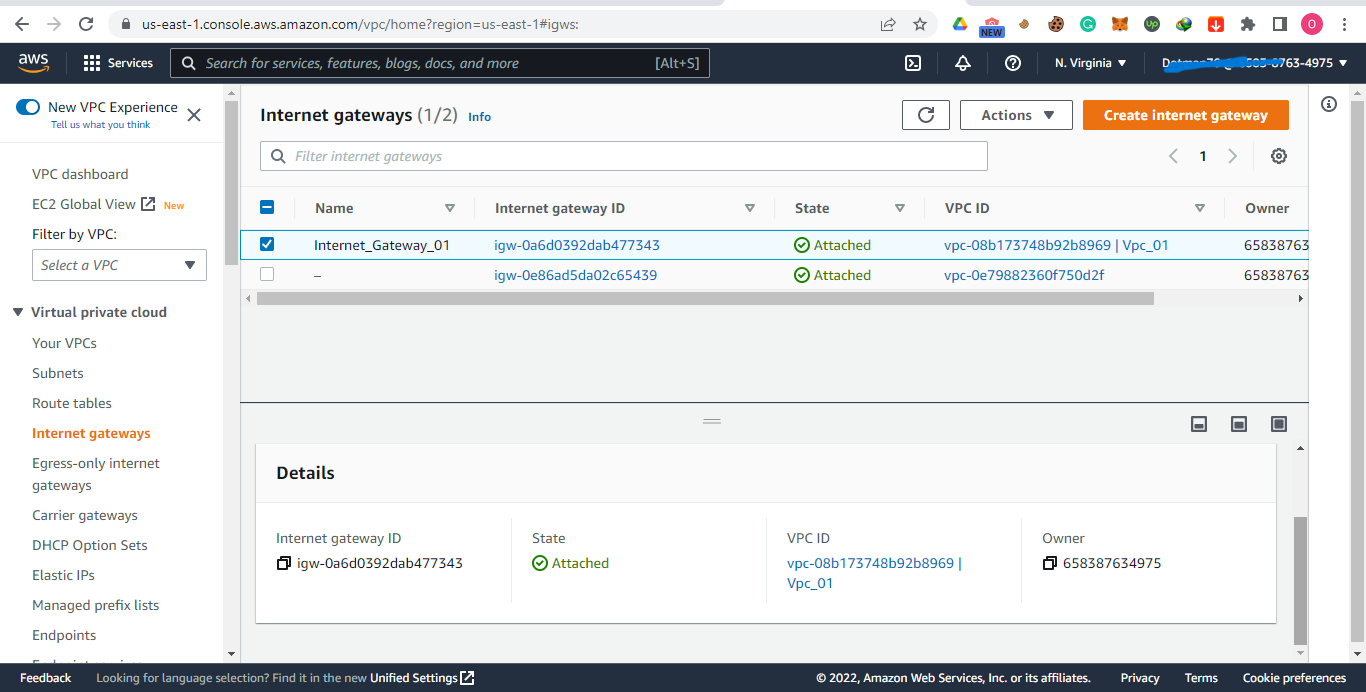 us-east-1.console.aws.amazon.com/vpc/home?region=us-east-1#igws:
NEW
Up
O
aws
Services
Search for services, features, blogs, docs, and more
[Alt+S]
N. Virginia
8763-4975
New VPC Experience
Tell us what you think
VPC dashboard
EC2 Global View New
Filter by VPC:
Select a VPC
Virtual private cloud
Your VPCs
Subnets
Route tables
Internet gateways
Egress-only internet
gateways
Carrier gateways
DHCP Option Sets
Elastic IPs
Managed prefix lists
Endpoints
Internet gateways (1/2) Info
Actions
Create internet gateway
Filter internet gateways
1
Name Internet gateway ID State VPC ID Owner
Internet_Gateway_01 igw-0a6d0392dab477343 Attached vpc-08b173748b92b8969 | Vpc_01 65838763
– igw-0e86ad5da02c65439 Attached vpc-0e79882360f750d2f 65838763
Details
Internet gateway ID
igw-0a6d0392dab477343
State
Attached
VPC ID
vpc-08b173748b92b8969 |
Vpc_01
Owner
658387634975
Feedback Looking for language selection? Find it in the new Unified Settings © 2022, Amazon Web Services, Inc. or its affiliates. Privacy Terms Cookie preferences